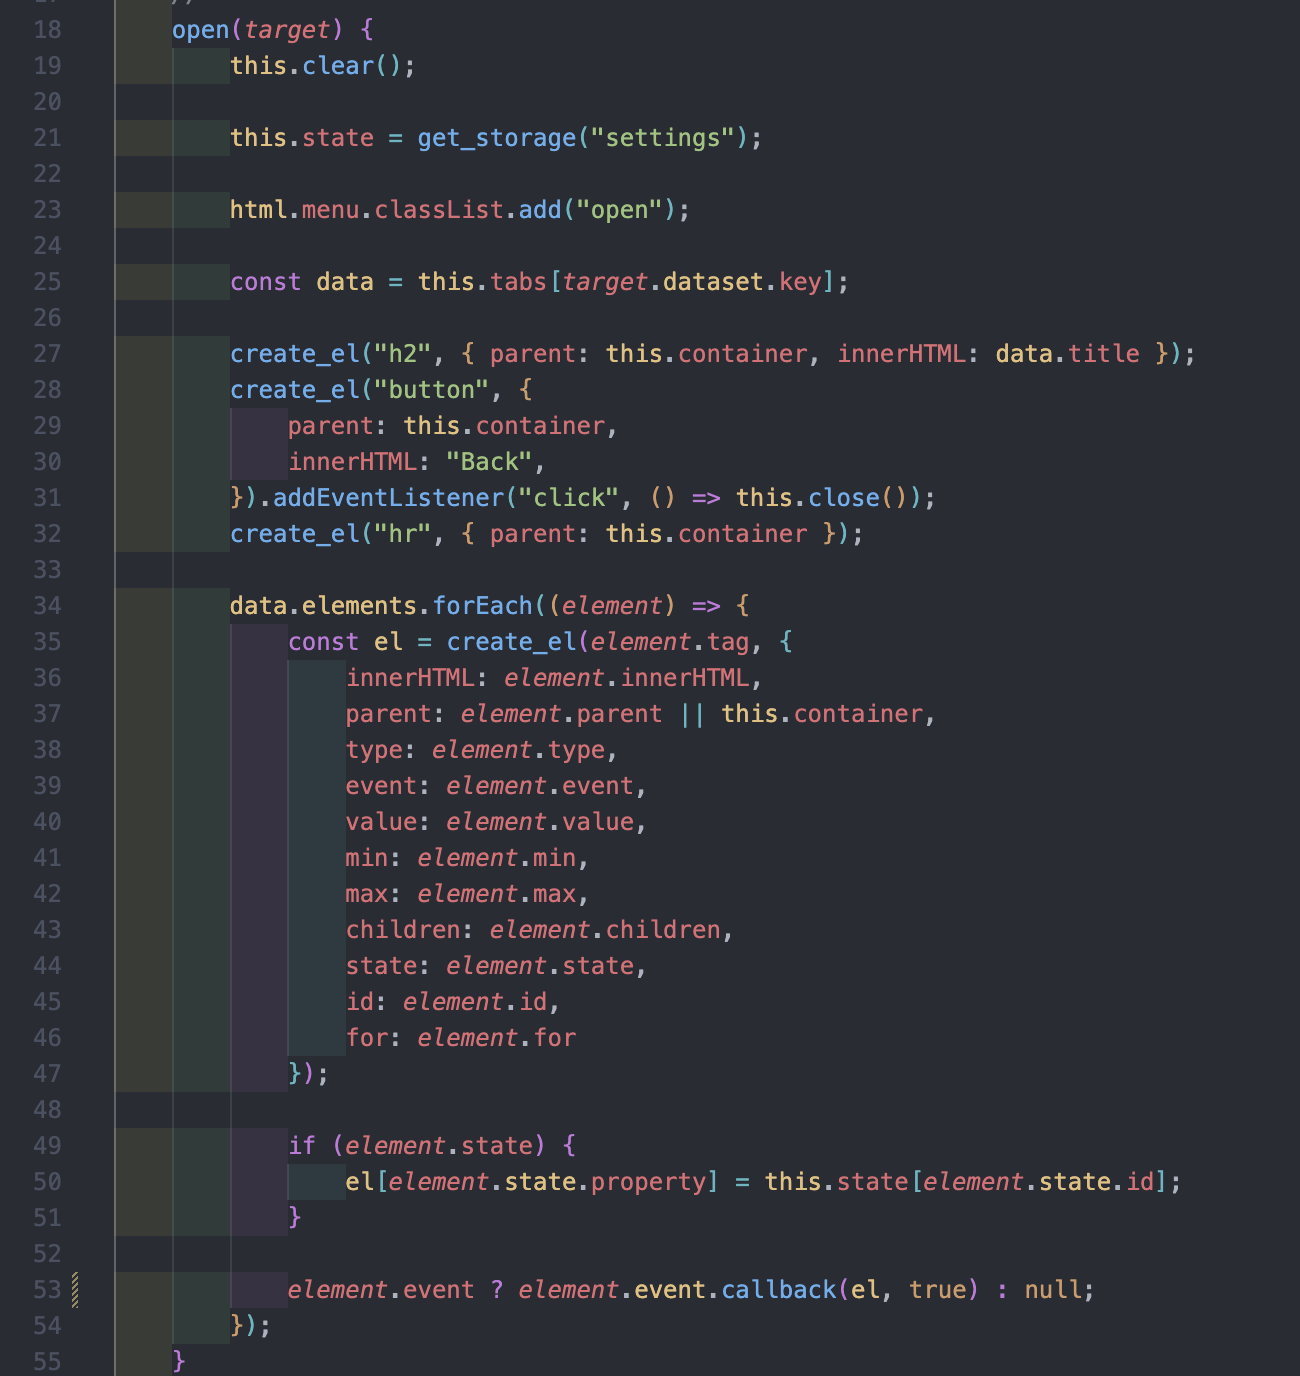 18 open(target) {
19 this.clear();
20
21 this.state = get_storage("settings");
22
23 html.menu.classList.add("open");
24
25 const data = this.tabs[target.dataset.key];
26
27 create_el("h2", { parent: this.container, innerHTML: data.title });
28 create_el("button", {
29 parent: this.container,
30 innerHTML: "Back",
31 }).addEventListener("click", () => this.close());
32 create_el("hr", { parent: this.container });
33
34 data.elements.forEach((element) => {
35 const el = create_el(element.tag, {
36 innerHTML: element.innerHTML,
37 parent: element.parent || this.container,
38 type: element.type,
39 event: element.event,
40 value: element.value,
41 min: element.min,
42 max: element.max,
43 children: element.children,
44 state: element.state,
45 id: element.id,
46 for: element.for
47 });
48
49 if (element.state) {
50 el[element.state.property] = this.state[element.state.id];
51 }
52
53 element.event ? element.event.callback(el, true) : null;
54 });
55 }